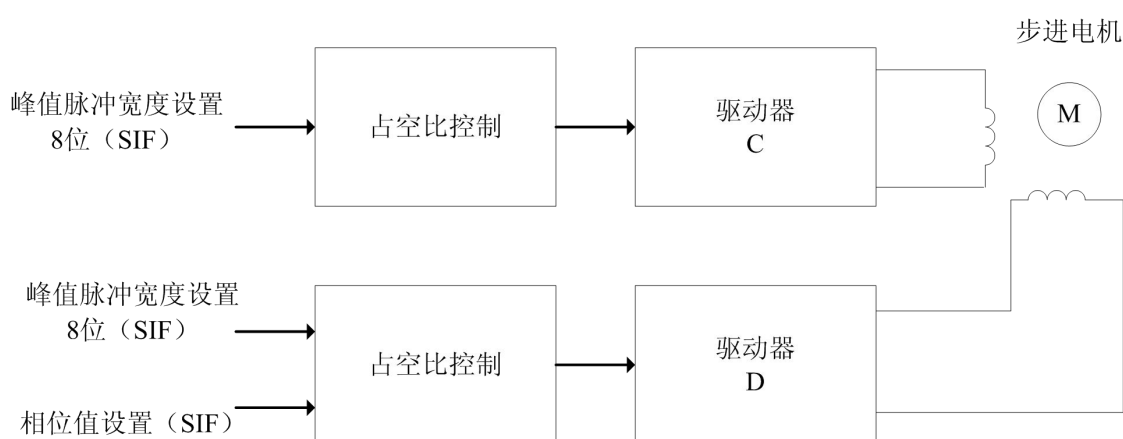 步进电机
峰值脉冲宽度设置
8位（SIF）
占空比控制
驱动器
C
M
峰值脉冲宽度设置
8位（SIF）
占空比控制
驱动器
D
相位值设置（SIF）